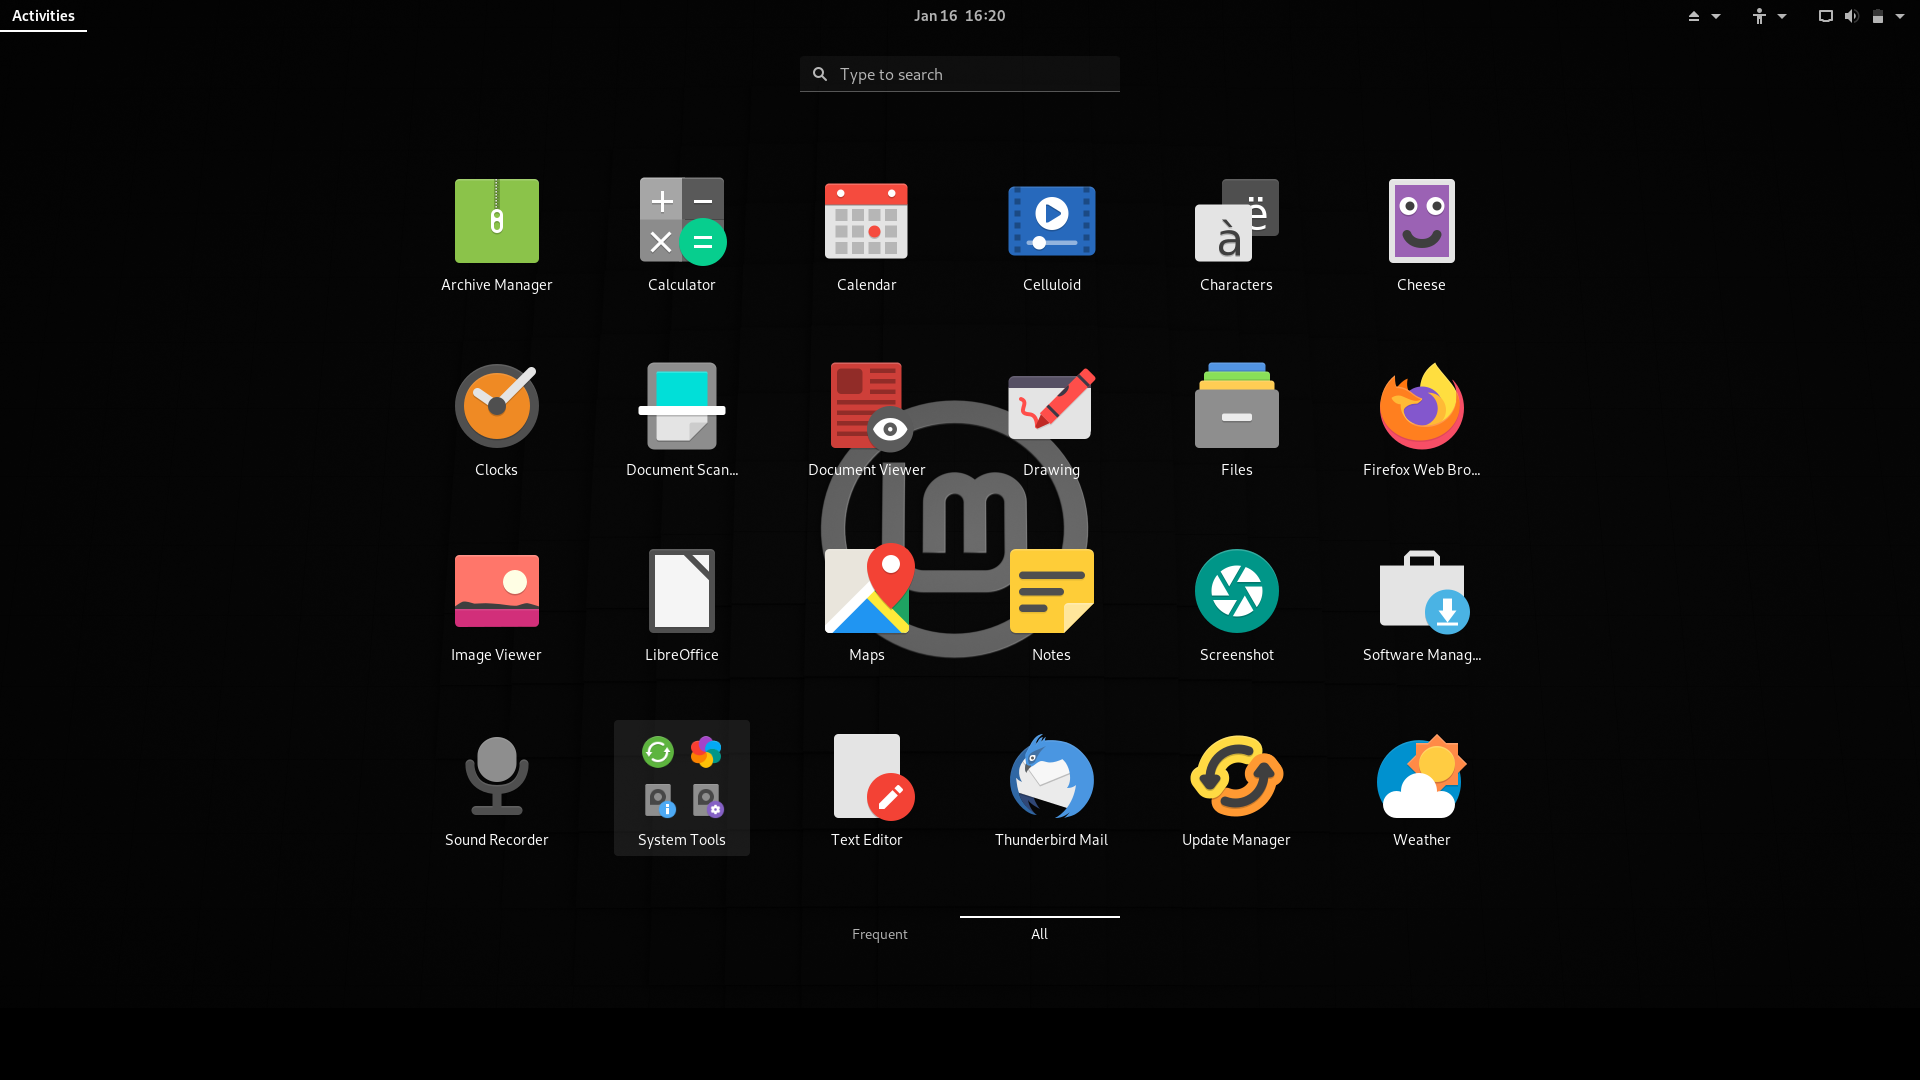 Activities
Jan 16 16:20
Type to search
Archive Manager
Calculator
Calendar
Celluloid
à ë
Characters
Cheese
Clocks
Document Scan...
Document Viewer
Drawing
Files
Firefox Web Bro...
lm
Image Viewer
LibreOffice
Maps
Notes
Screenshot
Software Manag...
Sound Recorder
System Tools
Text Editor
Thunderbird Mail
Update Manager
Weather
Frequent
All